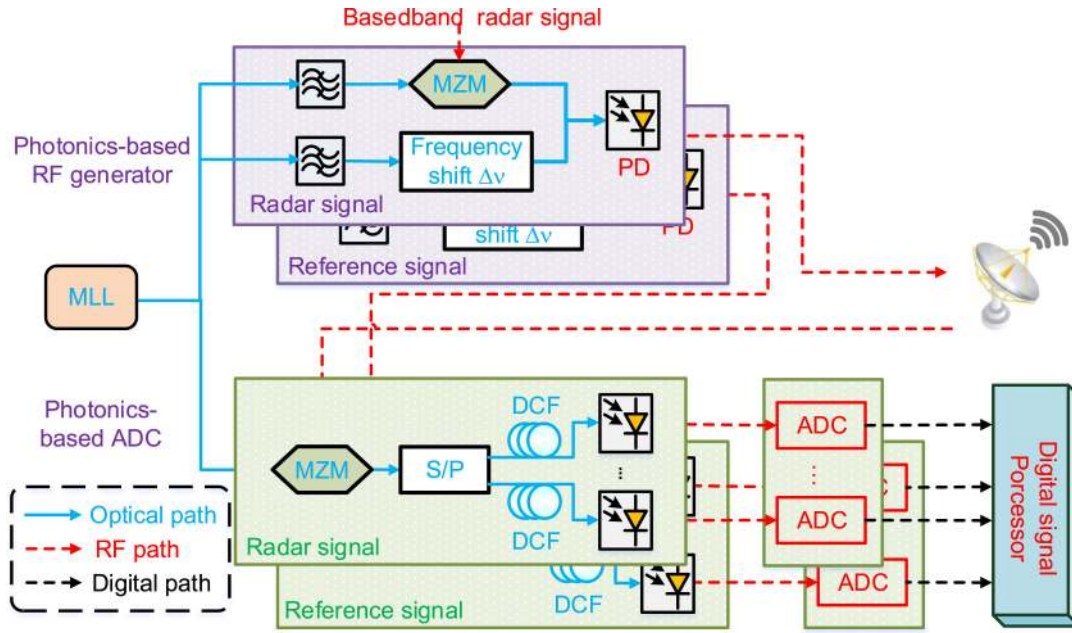 Basedband radar signal
MZM
Photonics-based
RF generator
Frequency
shift Δν
PD
Radar signal
shift Δν
PD
Reference signal
MLL
Photonics-
based ADC
DCF
MZM
S/P
...
DCF
Radar signal
ADC
...
ADC
C
Digital signal
Porcessor
DCF
ADC
Reference signal
Optical path
RF path
Digital path